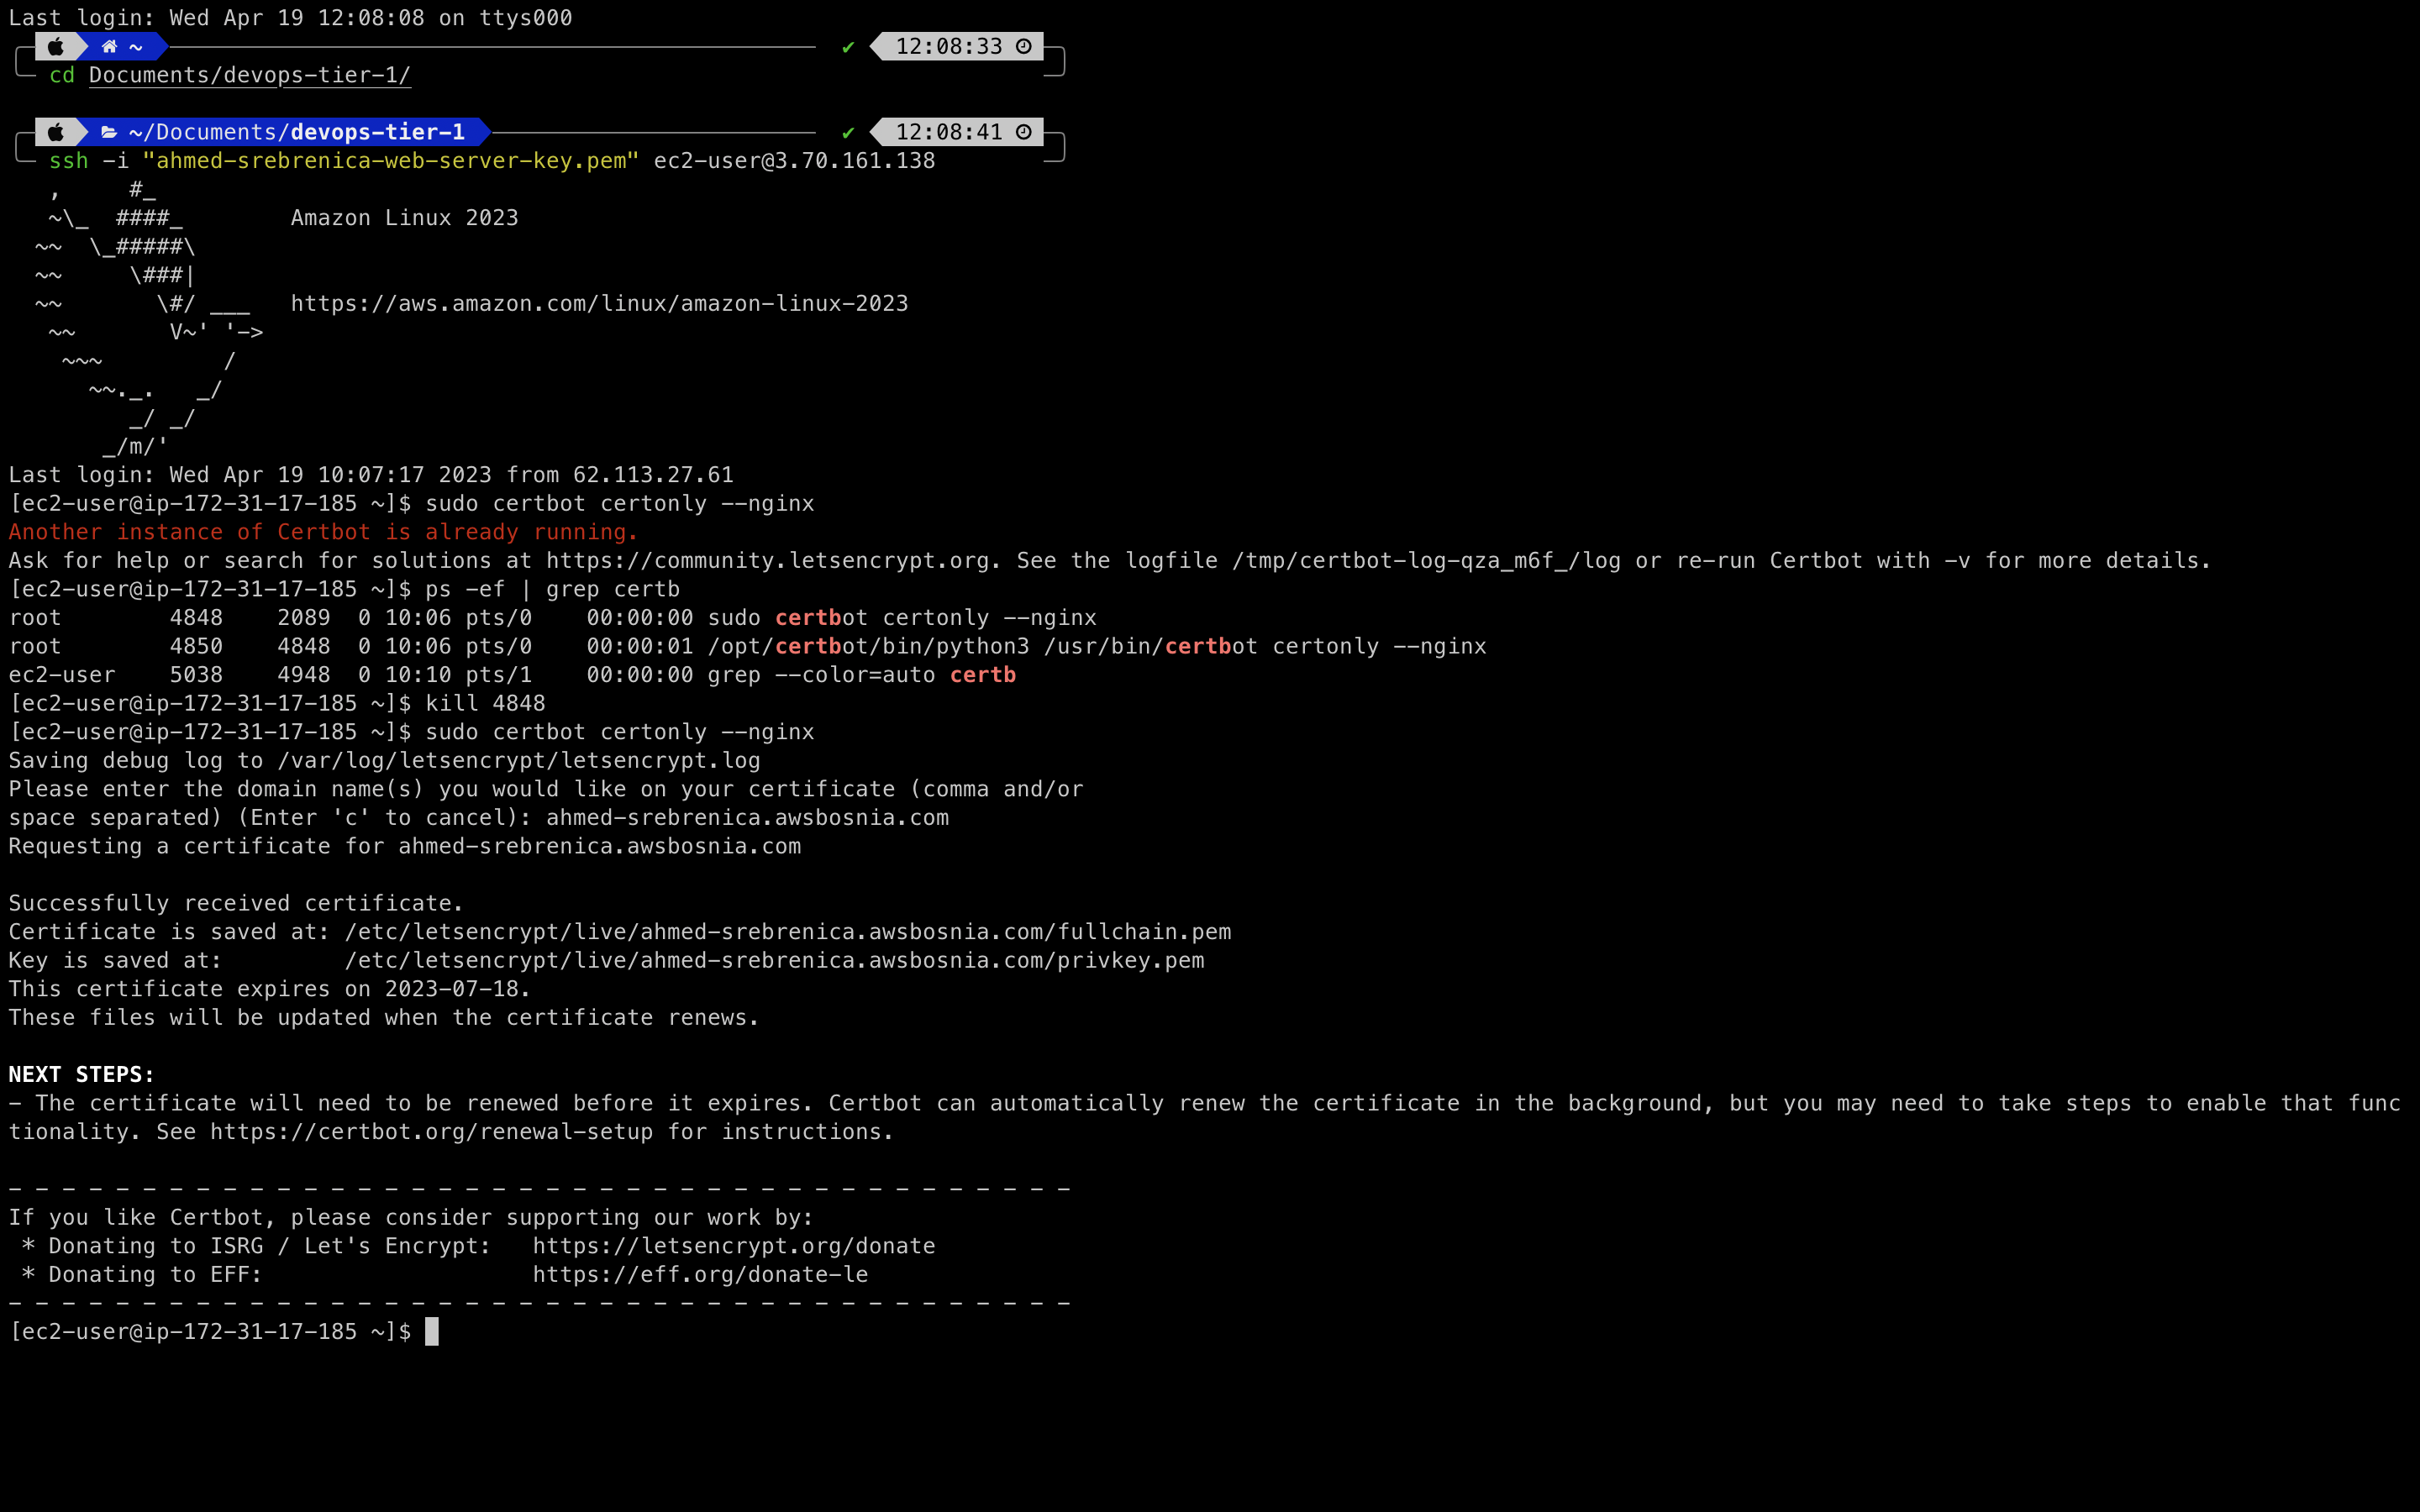 Last login: Wed Apr 19 12:08:08 on ttys000
~ ✔ 12:08:33
cd Documents/devops-tier-1/
~/Documents/devops-tier-1 ✔ 12:08:41
ssh -i "ahmed-srebrenica-web-server-key.pem" ec2-user@3.70.161.138
   ,     #_
   ~\_  ####_        Amazon Linux 2023
  ~~  \_#####\
  ~~     \###|
  ~~       \#/ ___   https://aws.amazon.com/linux/amazon-linux-2023
   ~~       V~' '->
    ~~~         /
      ~~._.   _/
         _/ _/
       _/m/'
Last login: Wed Apr 19 10:07:17 2023 from 62.113.27.61
[ec2-user@ip-172-31-17-185 ~]$ sudo certbot certonly --nginx
Another instance of Certbot is already running.
Ask for help or search for solutions at https://community.letsencrypt.org. See the logfile /tmp/certbot-log-qza_m6f_/log or re-run Certbot with -v for more details.
[ec2-user@ip-172-31-17-185 ~]$ ps -ef | grep certb
root        4848    2089  0 10:06 pts/0    00:00:00 sudo certbot certonly --nginx
root        4850    4848  0 10:06 pts/0    00:00:01 /opt/certbot/bin/python3 /usr/bin/certbot certonly --nginx
ec2-user    5038    4948  0 10:10 pts/1    00:00:00 grep --color=auto certb
[ec2-user@ip-172-31-17-185 ~]$ kill 4848
[ec2-user@ip-172-31-17-185 ~]$ sudo certbot certonly --nginx
Saving debug log to /var/log/letsencrypt/letsencrypt.log
Please enter the domain name(s) you would like on your certificate (comma and/or
space separated) (Enter 'c' to cancel): ahmed-srebrenica.awsbosnia.com
Requesting a certificate for ahmed-srebrenica.awsbosnia.com

Successfully received certificate.
Certificate is saved at: /etc/letsencrypt/live/ahmed-srebrenica.awsbosnia.com/fullchain.pem
Key is saved at:         /etc/letsencrypt/live/ahmed-srebrenica.awsbosnia.com/privkey.pem
This certificate expires on 2023-07-18.
These files will be updated when the certificate renews.

NEXT STEPS:
- The certificate will need to be renewed before it expires. Certbot can automatically renew the certificate in the background, but you may need to take steps to enable that func
tionality. See https://certbot.org/renewal-setup for instructions.

- - - - - - - - - - - - - - - - - - - - - - - - - - - - - - - - - - - - - - - -
If you like Certbot, please consider supporting our work by:
 * Donating to ISRG / Let's Encrypt:   https://letsencrypt.org/donate
 * Donating to EFF:                    https://eff.org/donate-le
- - - - - - - - - - - - - - - - - - - - - - - - - - - - - - - - - - - - - - - -
[ec2-user@ip-172-31-17-185 ~]$